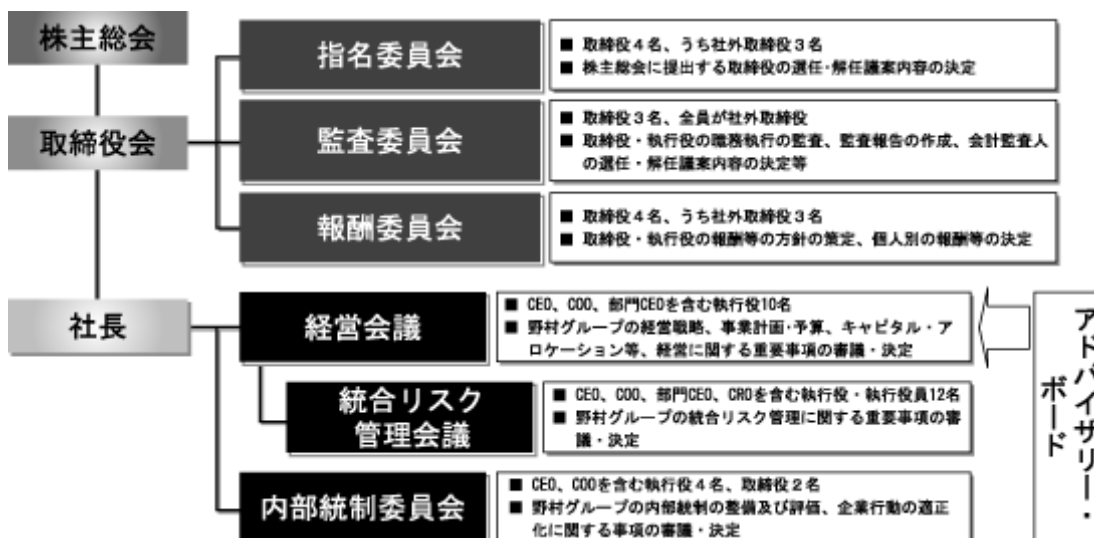 株主総会
指名委員会
■ 取締役4名、うち社外取締役3名
■ 株主総会に提出する取締役の選任・解任議案内容の決定
取締役会
監査委員会
■ 取締役3名、全員が社外取締役
■ 取締役・執行役の職務執行の監査、監査報告の作成、会計監査人
の選任・解任議案内容の決定等
報酬委員会
■ 取締役4名、うち社外取締役3名
■ 取締役・執行役の報酬等の方針の策定、個人別の報酬等の決定
社長
経営会議
■ CEO、COO、部門CEOを含む執行役10名
■ 野村グループの経営戦略、事業計画・予算、キャピタル・ア
ロケーション等、経営に関する重要事項の審議・決定
統合リスク
管理会議
■ CEO、COO、部門CEO、CROを含む執行役・執行役員12名
■ 野村グループの統合リスク管理に関する重要事項の審
議・決定
内部統制委員会
■ CEO、COOを含む執行役4名、取締役2名
■ 野村グループの内部統制の整備及び評価、企業行動の適正
化に関する事項の審議・決定
アドバイザリー・
ボード